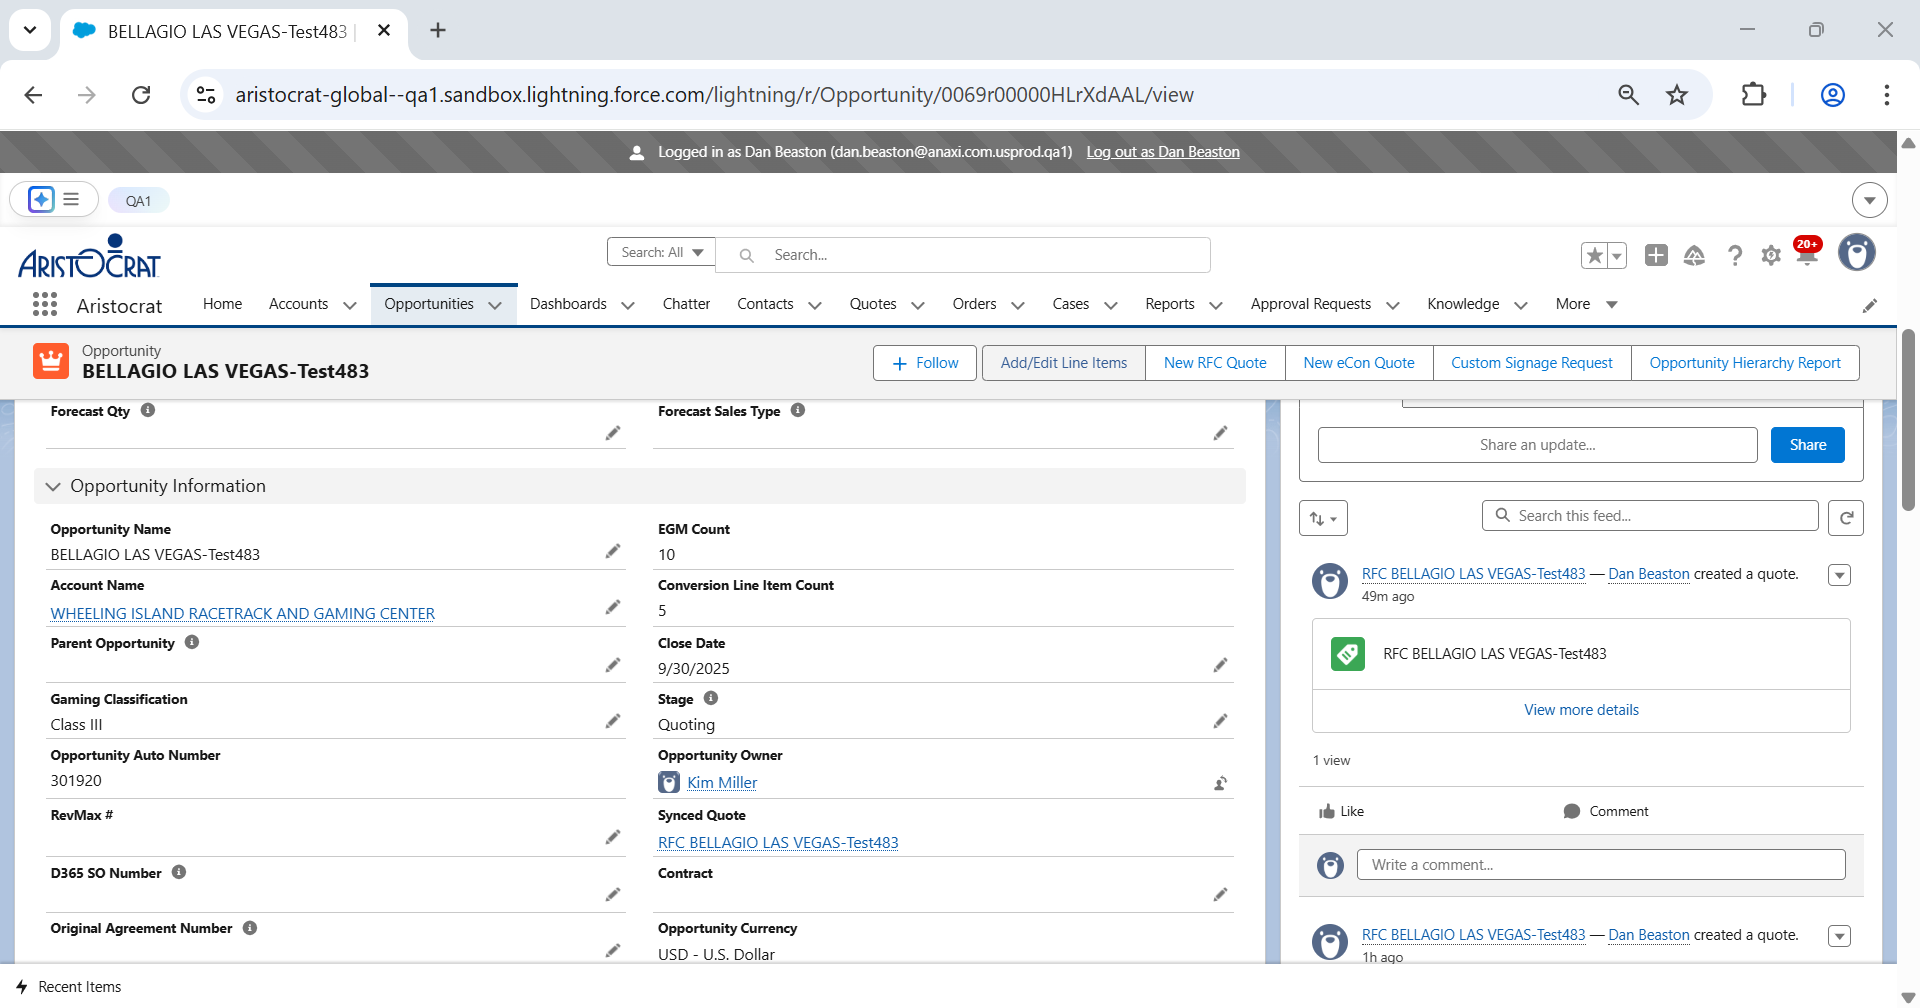 BELLAGIO LAS VEGAS-Test483
aristocrat-global--qa1.sandbox.lightning.force.com/lightning/r/Opportunity/0069r00000HLrXdAAL/view
Logged in as Dan Beaston (dan.beaston@anaxi.com.usprod.qa1) Log out as Dan Beaston
QA1
ARISTOCRAT
Search: All
Search...
20+
Aristocrat
Home
Accounts
Opportunities
Dashboards
Chatter
Contacts
Quotes
Orders
Cases
Reports
Approval Requests
Knowledge
More
Opportunity
BELLAGIO LAS VEGAS-Test483
Follow
Add/Edit Line Items
New RFC Quote
New eCon Quote
Custom Signage Request
Opportunity Hierarchy Report
Forecast Qty
Forecast Sales Type
Opportunity Information
Opportunity Name
BELLAGIO LAS VEGAS-Test483
EGM Count
10
Account Name
WHEELING ISLAND RACETRACK AND GAMING CENTER
Conversion Line Item Count
5
Parent Opportunity
Close Date
9/30/2025
Gaming Classification
Class III
Stage
Quoting
Opportunity Auto Number
301920
Opportunity Owner
Kim Miller
RevMax #
Synced Quote
RFC BELLAGIO LAS VEGAS-Test483
D365 SO Number
Contract
Original Agreement Number
Opportunity Currency
USD - U.S. Dollar
Share an update...
Share
Search this feed...
RFC BELLAGIO LAS VEGAS-Test483 — Dan Beaston created a quote.
49m ago
RFC BELLAGIO LAS VEGAS-Test483
View more details
1 view
Like
Comment
Write a comment...
RFC BELLAGIO LAS VEGAS-Test483 — Dan Beaston created a quote.
1h ago
Recent Items